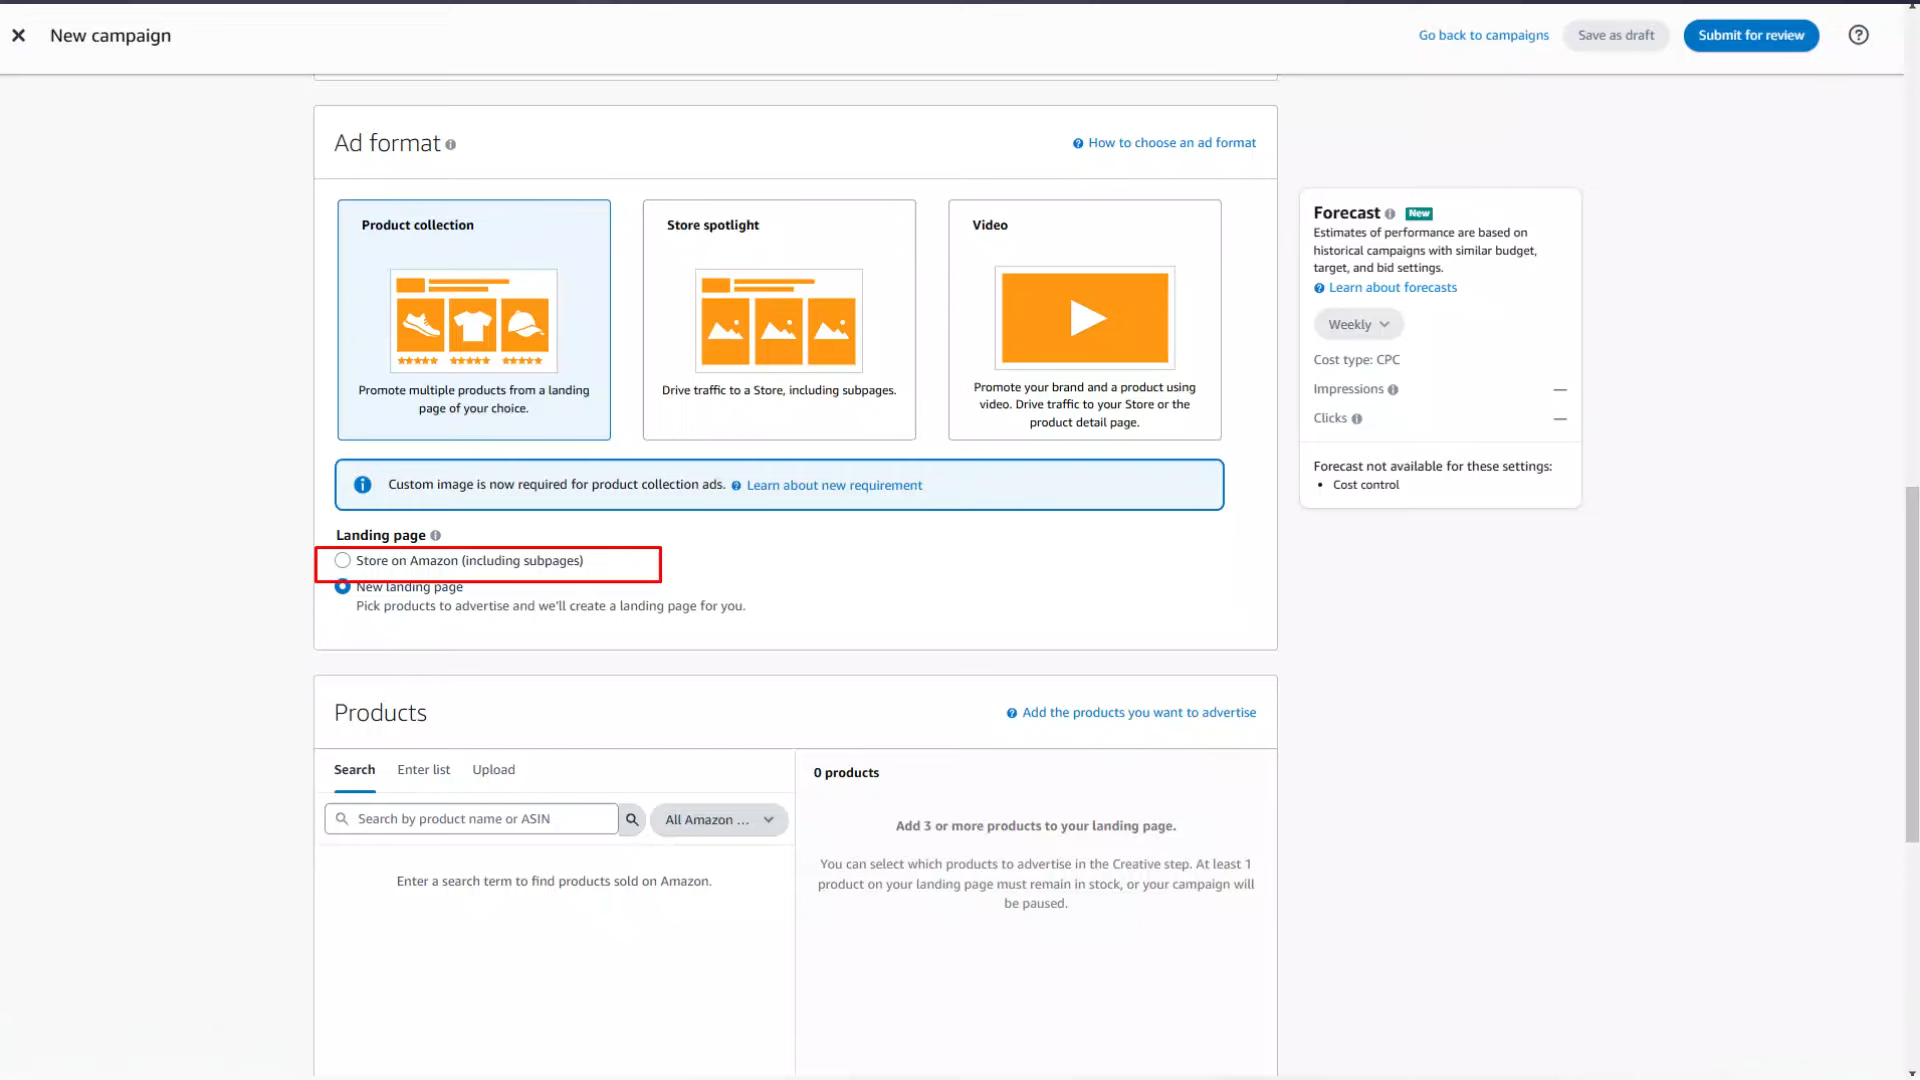 New campaign
Go back to campaigns
Save as draft
Submit for review
Ad format
How to choose an ad format
Product collection
Promote multiple products from a landing
page of your choice.
Store spotlight
Drive traffic to a Store, including subpages.
Video
Promote your brand and a product using
video. Drive traffic to your Store or the
product detail page.
Custom image is now required for product collection ads. Learn about new requirement
Landing page
Store on Amazon (including subpages)
New landing page
Pick products to advertise and we'll create a landing page for you.
Forecast New
Estimates of performance are based on
historical campaigns with similar budget,
target, and bid settings.
Learn about forecasts
Weekly
Cost type: CPC
Impressions —
Clicks —
Forecast not available for these settings:
• Cost control
Products
Add the products you want to advertise
Search Enter list Upload
Search by product name or ASIN
All Amazon ...
Enter a search term to find products sold on Amazon.
0 products
Add 3 or more products to your landing page.
You can select which products to advertise in the Creative step. At least 1
product on your landing page must remain in stock, or your campaign will
be paused.